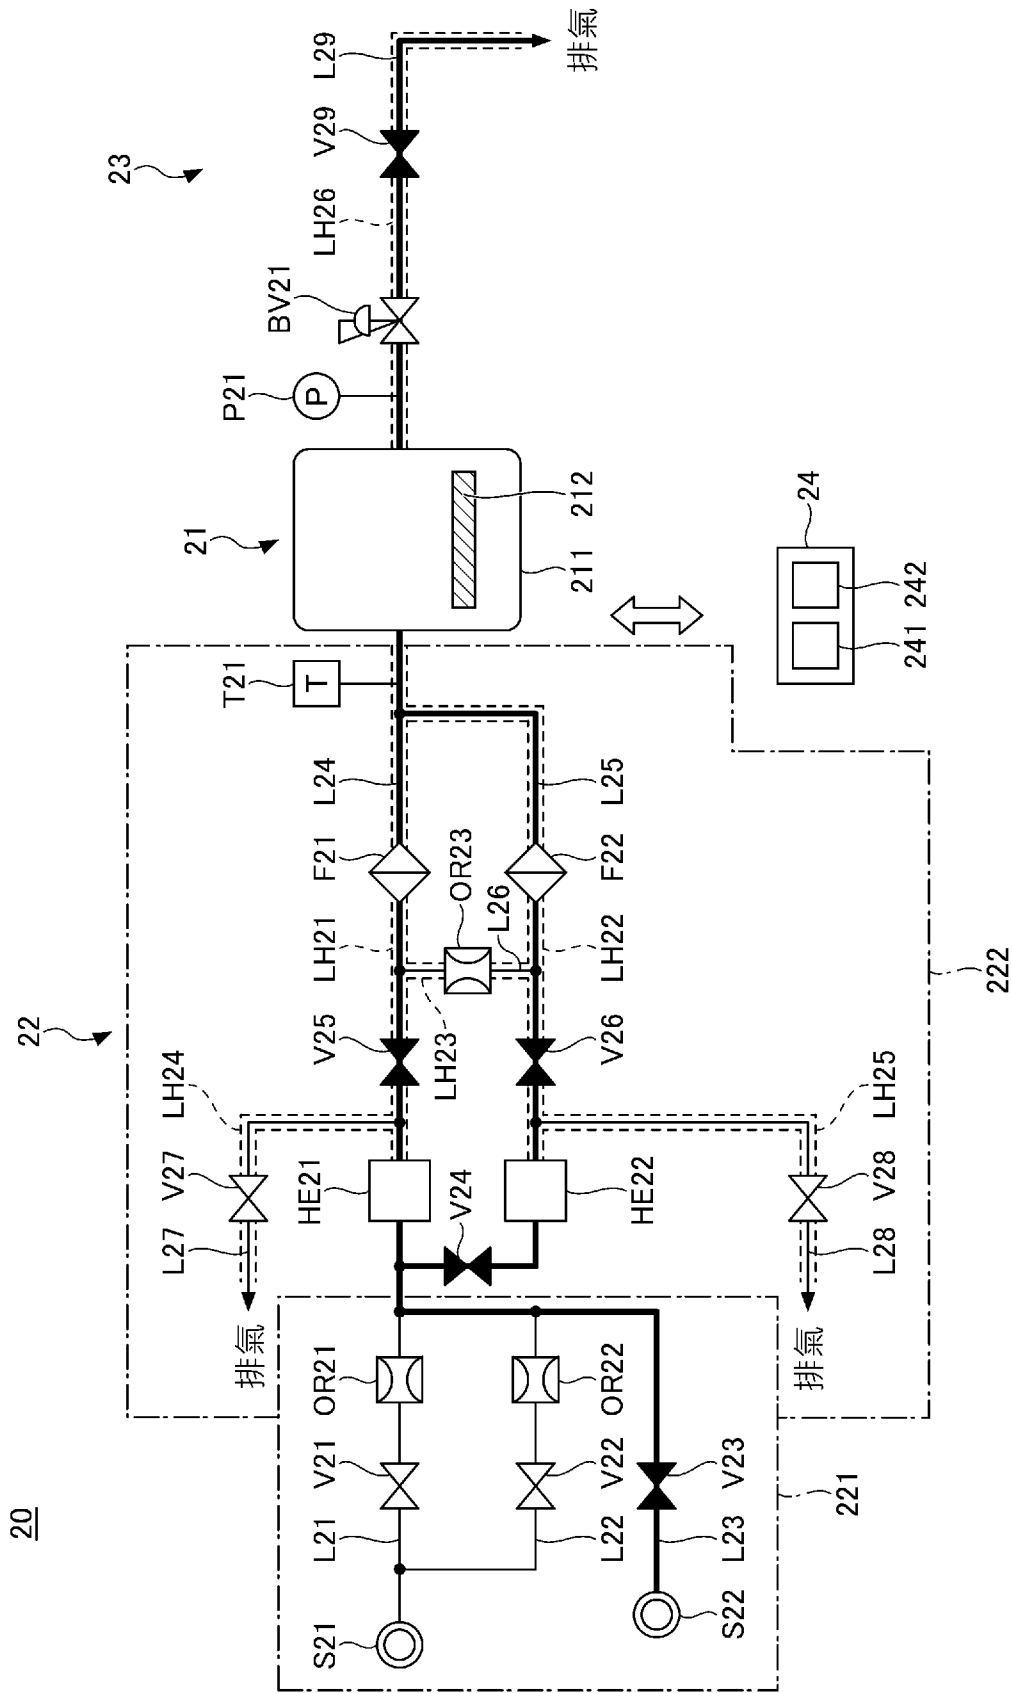 20
22
21
23
S21
L21
V21
OR21
排氣
L27
V27
LH24
HE21
V25
LH21
F21
L24
T21
T
P21
P
BV21
LH26
V29
L29
排氣
V24
LH23
L26
OR23
L22
V22
OR22
HE22
V26
LH22
F22
L25
211
212
S22
L23
V23
221
排氣
L28
V28
LH25
222
241
242
24